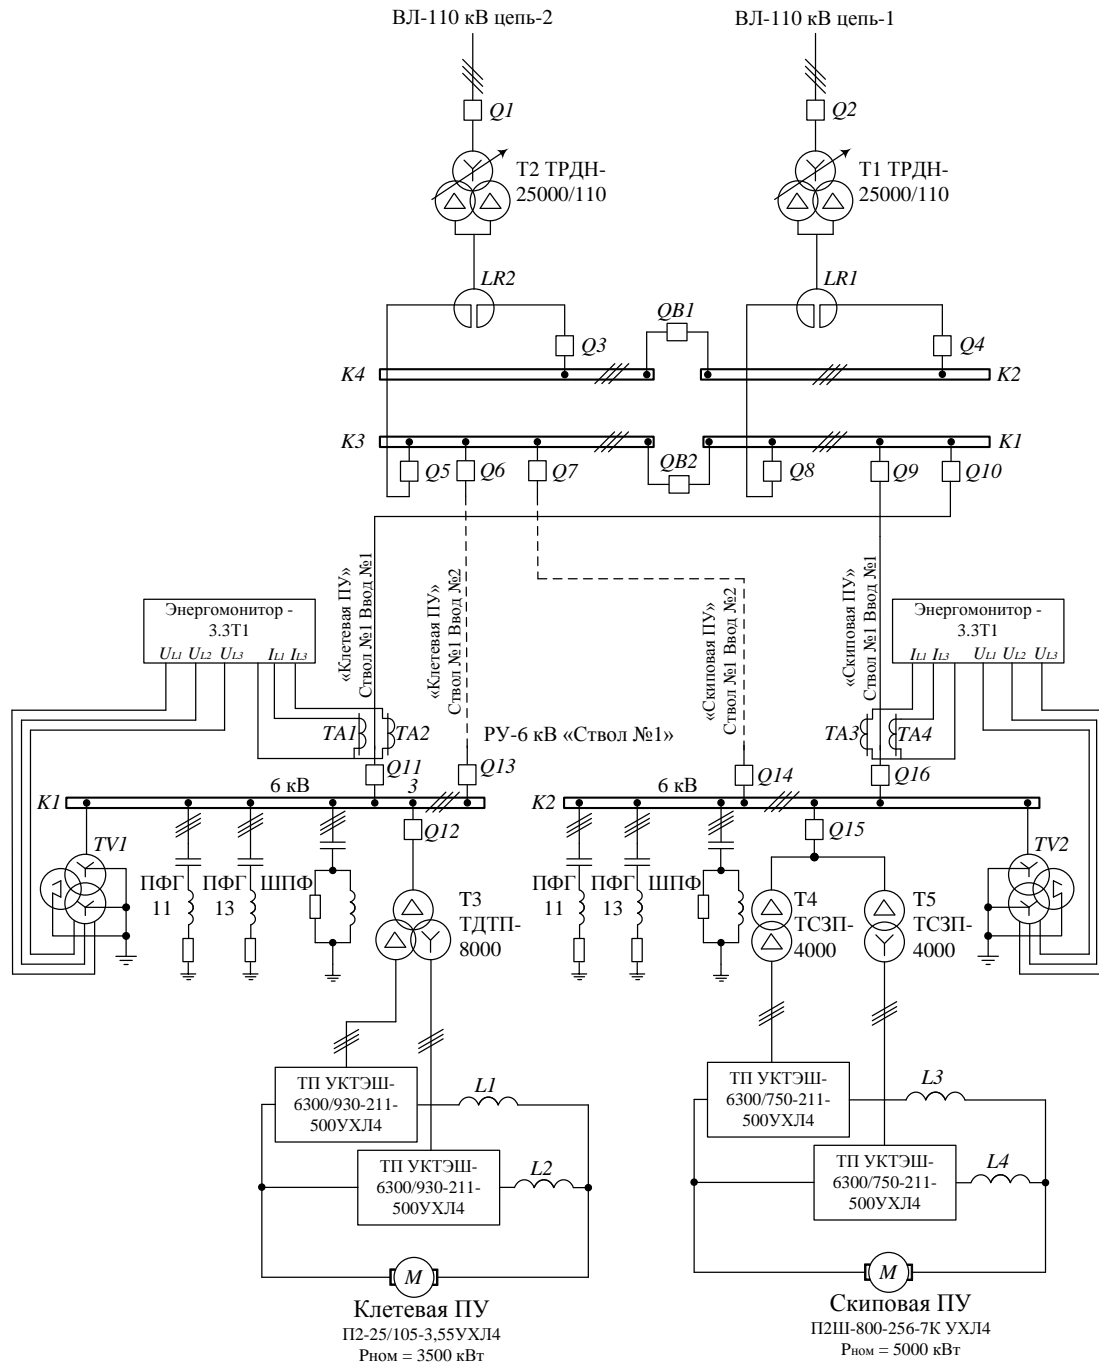 ВЛ-110 кВ цепь-2
ВЛ-110 кВ цепь-1
Q1
Q2
Т2 ТРДН-
25000/110
Т1 ТРДН-
25000/110
LR2
LR1
QB1
Q3
Q4
K4
K2
K3
K1
Q5
Q6
Q7
QB2
Q8
Q9
Q10
«Клетевая ПУ»
Ствол №1 Ввод №1
«Клетевая ПУ»
Ствол №1 Ввод №2
«Скиповая ПУ»
Ствол №1 Ввод №2
«Скиповая ПУ»
Ствол №1 Ввод №1
Энергомонитор -
3.3Т1
UL1 UL2 UL3 IL1 IL3
Энергомонитор -
3.3Т1
IL1 IL3 UL1 UL2 UL3
TA1
TA2
TA3
TA4
РУ-6 кВ «Ствол №1»
Q11
Q13
Q14
Q16
K1
6 кВ
3
K2
6 кВ
Q12
Q15
TV1
TV2
ПФГ
11
ПФГ
13
ШПФ
Т3
ТДТП-
8000
ПФГ
11
ПФГ
13
ШПФ
Т4
ТСЗП-
4000
Т5
ТСЗП-
4000
ТП УКТЭШ-
6300/930-211-
500УХЛ4
L1
ТП УКТЭШ-
6300/930-211-
500УХЛ4
L2
ТП УКТЭШ-
6300/750-211-
500УХЛ4
L3
ТП УКТЭШ-
6300/750-211-
500УХЛ4
L4
M
M
Клетевая ПУ
П2-25/105-3,55УХЛ4
Pном = 3500 кВт
Скиповая ПУ
П2Ш-800-256-7К УХЛ4
Pном = 5000 кВт